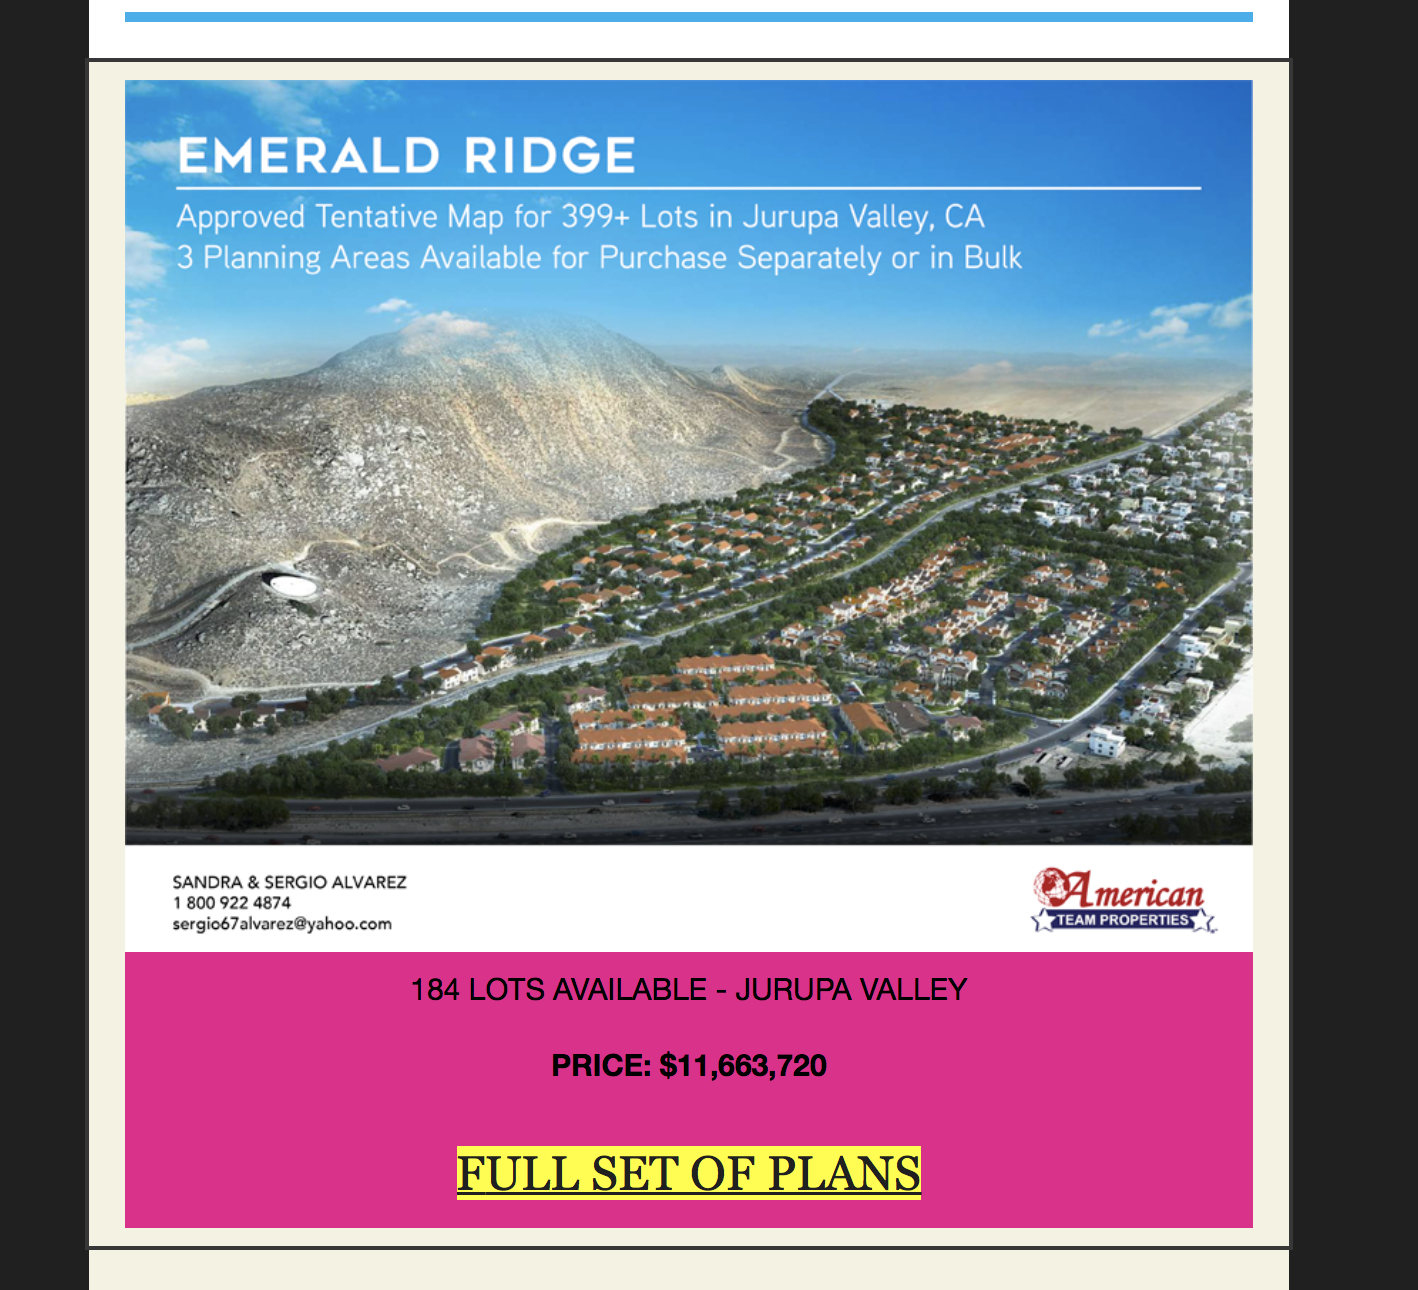 EMERALD RIDGE
Approved Tentative Map for 399+ Lots in Jurupa Valley, CA
3 Planning Areas Available for Purchase Separately or in Bulk
SANDRA & SERGIO ALVAREZ
1 800 922 4874
sergio67alvarez@yahoo.com
American
TEAM PROPERTIES
184 LOTS AVAILABLE - JURUPA VALLEY
PRICE: $11,663,720
FULL SET OF PLANS